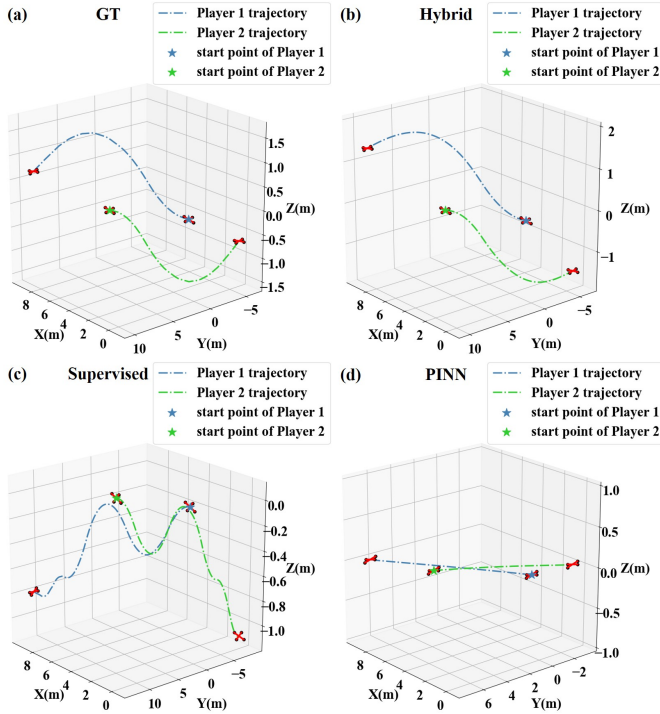 (a) GT
Player 1 trajectory
Player 2 trajectory
start point of Player 1
start point of Player 2
1.5
1.0
0.5
0.0
Z(m)
−0.5
−1.0
−1.5
8
6
4
2
0
X(m)
10
5
0
−5
Y(m)
(b) Hybrid
Player 1 trajectory
Player 2 trajectory
start point of Player 1
start point of Player 2
2
1
0
Z(m)
−1
8
6
4
2
0
X(m)
10
5
0
−5
Y(m)
(c) Supervised
Player 1 trajectory
Player 2 trajectory
start point of Player 1
start point of Player 2
0.0
−0.2
−0.4
Z(m)
−0.6
−0.8
−1.0
8
6
4
2
0
X(m)
10
5
0
−5
Y(m)
(d) PINN
Player 1 trajectory
Player 2 trajectory
start point of Player 1
start point of Player 2
1.0
0.5
0.0
Z(m)
−0.5
−1.0
8
6
4
2
0
X(m)
6
4
2
0
−2
Y(m)